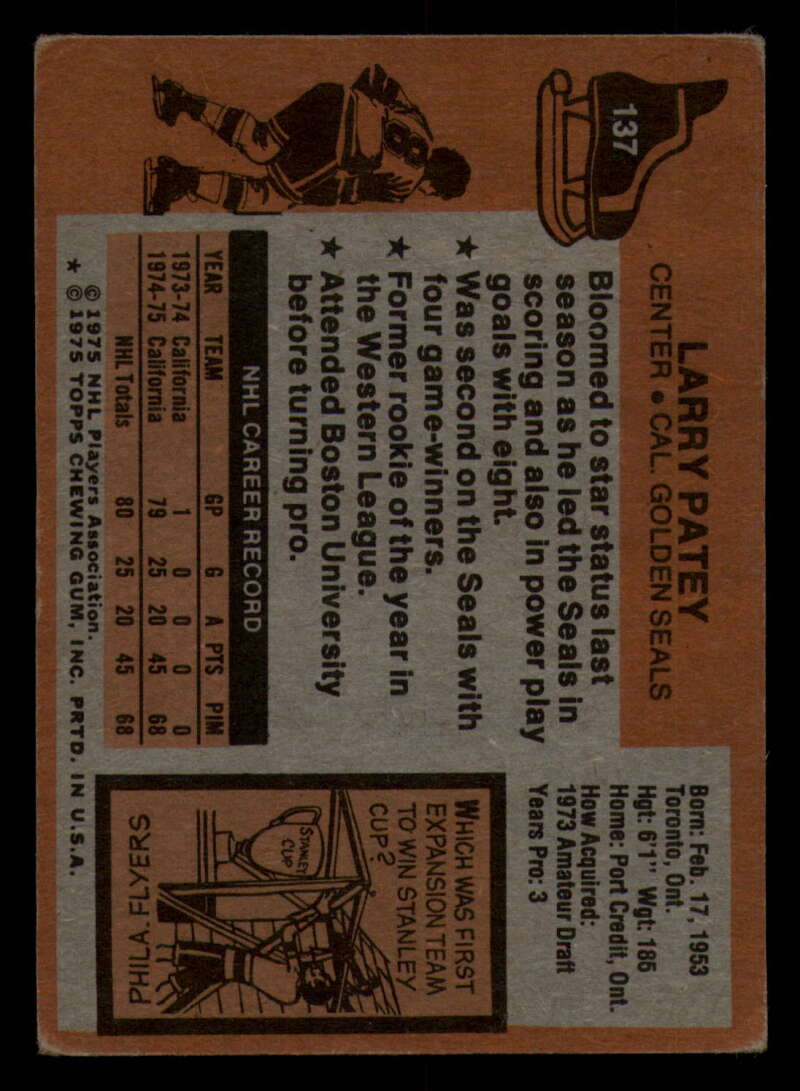 137
LARRY PATEY
CENTER • CAL. GOLDEN SEALS
Born: Feb. 17, 1953
Toronto, Ont.
Hgt: 6'1" Wgt: 185
Home: Port Credit, Ont.
How Acquired:
1973 Amateur Draft
Years Pro: 3
Bloomed to star status last
season as he led the Seals in
scoring and also in power play
goals with eight.
★ Was second on the Seals with
four game-winners.
★ Former rookie of the year in
the Western League.
★ Attended Boston University
before turning pro.
8
NHL CAREER RECORD
YEAR TEAM GP G A PTS PIM
1973-74 California 1 0 0 0 0
1974-75 California 79 25 20 45 68
NHL Totals 80 25 20 45 68
WHICH WAS FIRST
EXPANSION TEAM
TO WIN STANLEY
CUP?
STANLEY
CUP
PHILA. FLYERS
© 1975 NHL Players Association.
★ © 1975 TOPPS CHEWING GUM, INC. PRTD. IN U.S.A.